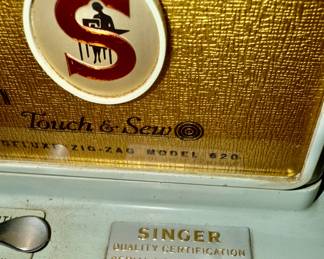 S
Touch & Sew
DELUXE ZIG-ZAG MODEL 620
SINGER
QUALITY CERTIFICATION